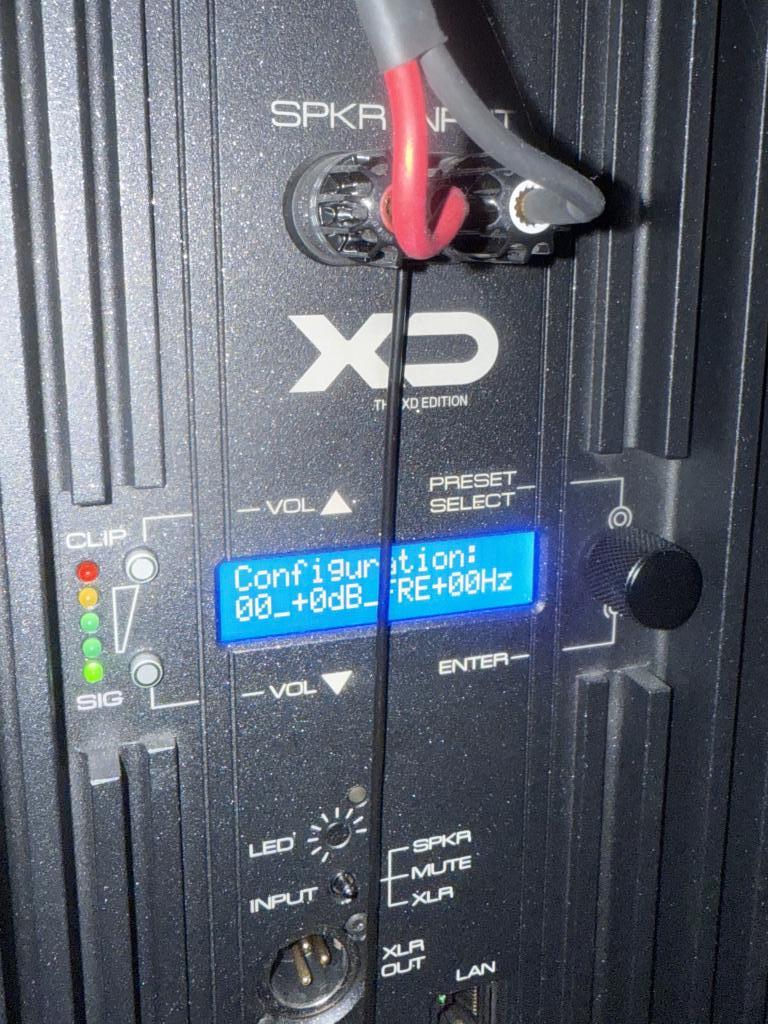 SPKR INPUT
XD
THE XD EDITION
VOL
PRESET
SELECT
CLIP
Configuration:
00_+0dB_FRE+00Hz
ENTER
VOL
SIG
LED
SPKR
MUTE
INPUT
XLR
XLR
OUT
LAN